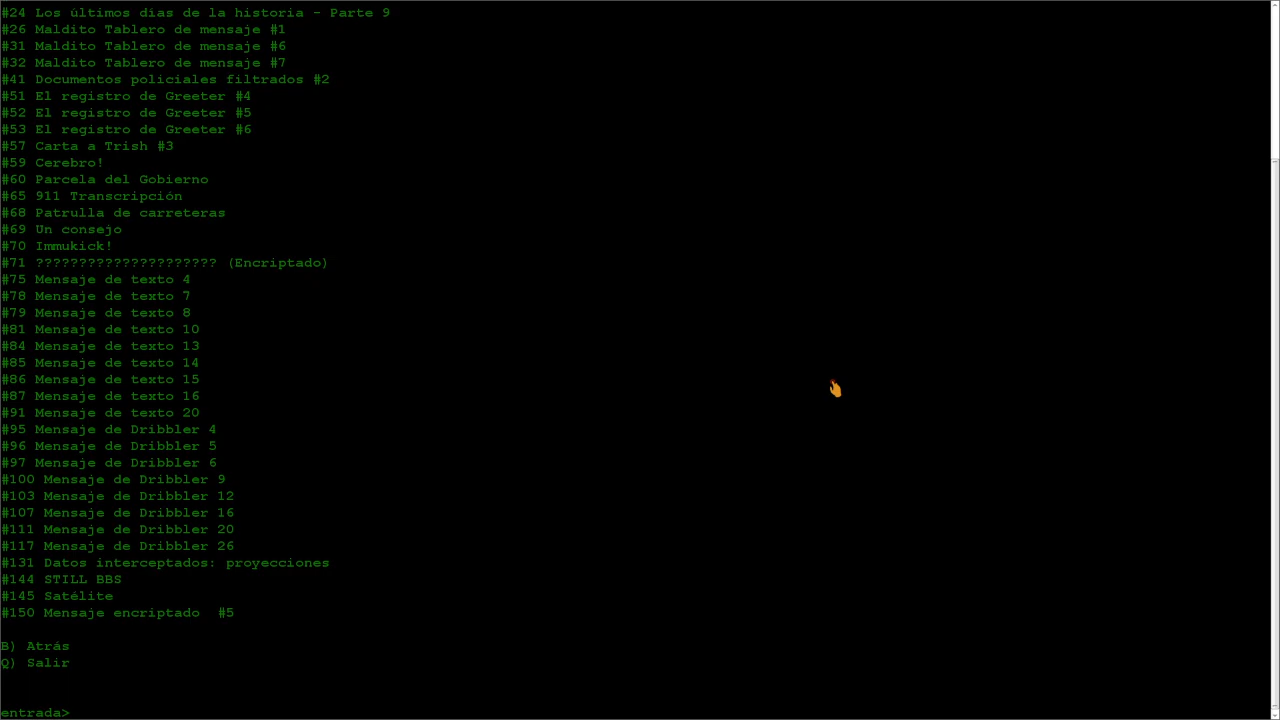 #24 Los últimos días de la historia - Parte 9
#26 Maldito Tablero de mensaje #1
#31 Maldito Tablero de mensaje #6
#32 Maldito Tablero de mensaje #7
#41 Documentos policiales filtrados #2
#51 El registro de Greeter #4
#52 El registro de Greeter #5
#53 El registro de Greeter #6
#57 Carta a Trish #3
#59 Cerebro!
#60 Parcela del Gobierno
#65 911 Transcripción
#68 Patrulla de carreteras
#69 Un consejo
#70 Immukick!
#71 ????????????????????? (Encriptado)
#75 Mensaje de texto 4
#78 Mensaje de texto 7
#79 Mensaje de texto 8
#81 Mensaje de texto 10
#84 Mensaje de texto 13
#85 Mensaje de texto 14
#86 Mensaje de texto 15
#87 Mensaje de texto 16
#91 Mensaje de texto 20
#95 Mensaje de Dribbler 4
#96 Mensaje de Dribbler 5
#97 Mensaje de Dribbler 6
#100 Mensaje de Dribbler 9
#103 Mensaje de Dribbler 12
#107 Mensaje de Dribbler 16
#111 Mensaje de Dribbler 20
#117 Mensaje de Dribbler 26
#131 Datos interceptados: proyecciones
#144 STILL BBS
#145 Satélite
#150 Mensaje encriptado  #5
B) Atrás
Q) Salir
entrada>